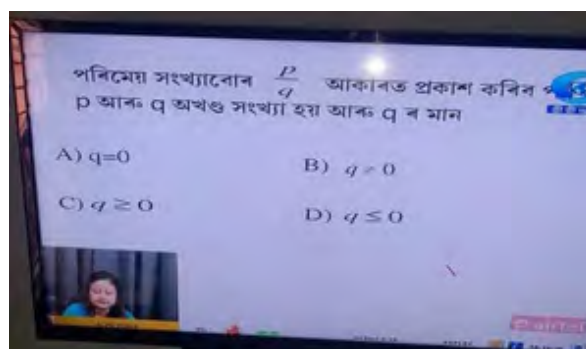 পৰিমেয় সংখ্যাবোৰ p/q আকাৰত প্ৰকাশ কৰিব
p আৰু q অখণ্ড সংখ্যা হয় আৰু q ৰ মান
A) q=0
B) q ≠ 0
C) q ≥ 0
D) q ≤ 0